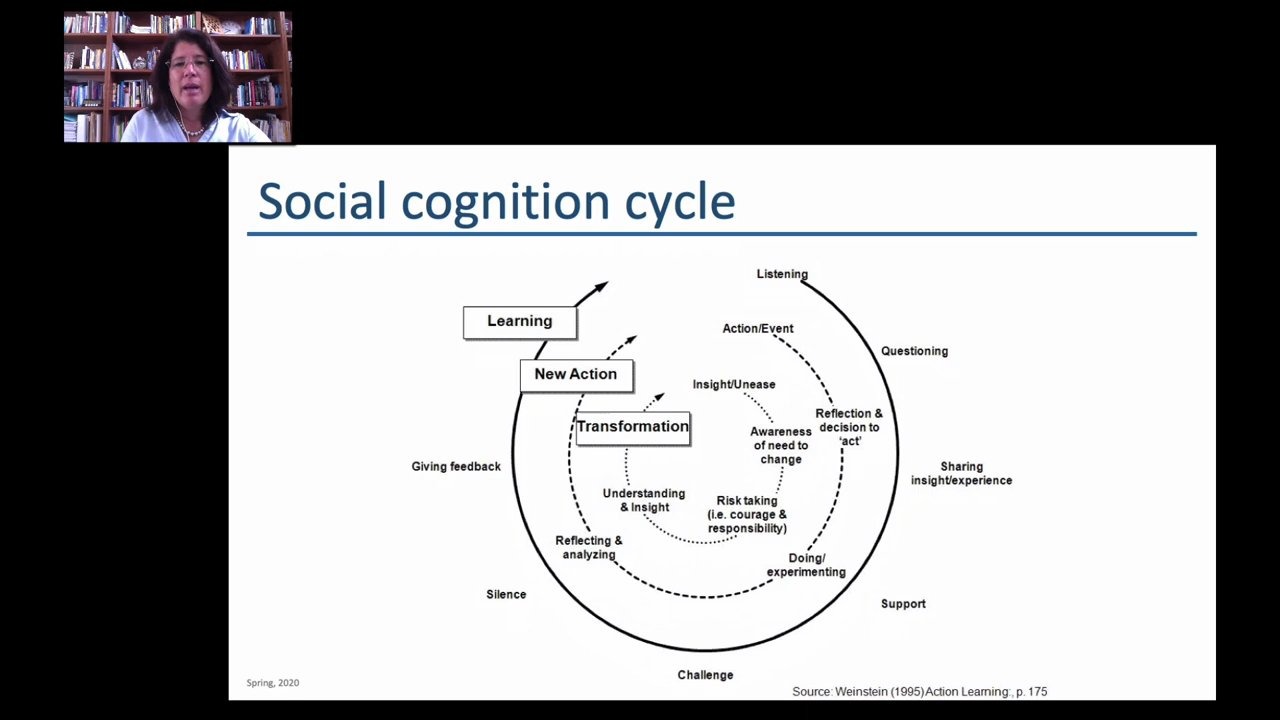 Social cognition cycle
Listening
Learning
Action/Event
Questioning
New Action
Insight/Unease
Transformation
Reflection &
decision to
‘act’
Awareness
of need to
change
Giving feedback
Sharing
insight/experience
Understanding
& Insight
Risk taking
(i.e. courage &
responsibility)
Reflecting &
analyzing
Doing/
experimenting
Silence
Support
Challenge
Spring, 2020
Source: Weinstein (1995) Action Learning:, p. 175